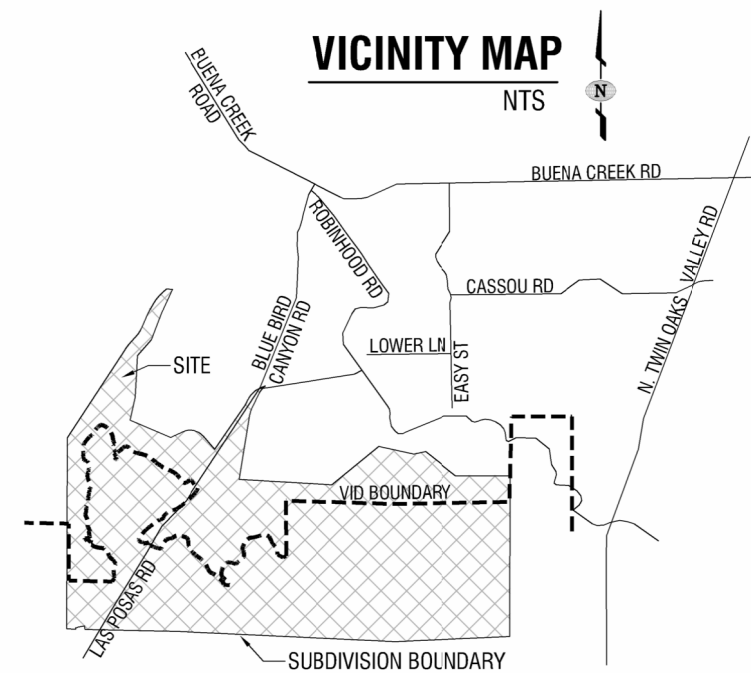 VICINITY MAP
NTS
N
BUENA CREEK
ROAD
BUENA CREEK RD
ROBINHOOD RD
N. TWIN OAKS VALLEY RD
CASSOU RD
BLUE BIRD
CANYON RD
LOWER LN
EASY ST
SITE
VID BOUNDARY
LAS POSAS RD
SUBDIVISION BOUNDARY